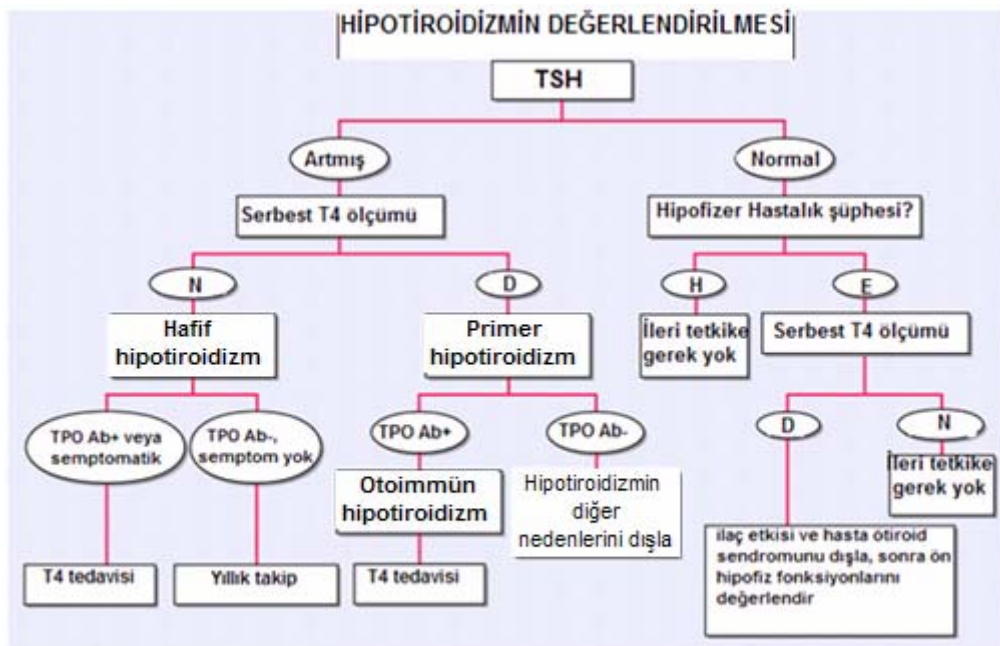 HİPOTİROİDİZMİN DEĞERLENDİRİLMESİ
TSH
Artmış
Normal
Serbest T4 ölçümü
Hipofizer Hastalık şüphesi?
N
D
H
E
Hafif
hipotiroidizm
Primer
hipotiroidizm
İleri tetkike
gerek yok
Serbest T4 ölçümü
TPO Ab+ veya
semptomatik
TPO Ab-,
semptom yok
TPO Ab+
TPO Ab-
D
N
Otoimmün
hipotiroidizm
Hipotiroidizmin
diğer
nedenlerini dışla
İleri tetkike
gerek yok
T4 tedavisi
Yıllık takip
T4 tedavisi
ilaç etkisi ve hasta ötiroid
sendromunu dışla, sonra ön
hipofiz fonksiyonlarını
değerlendir